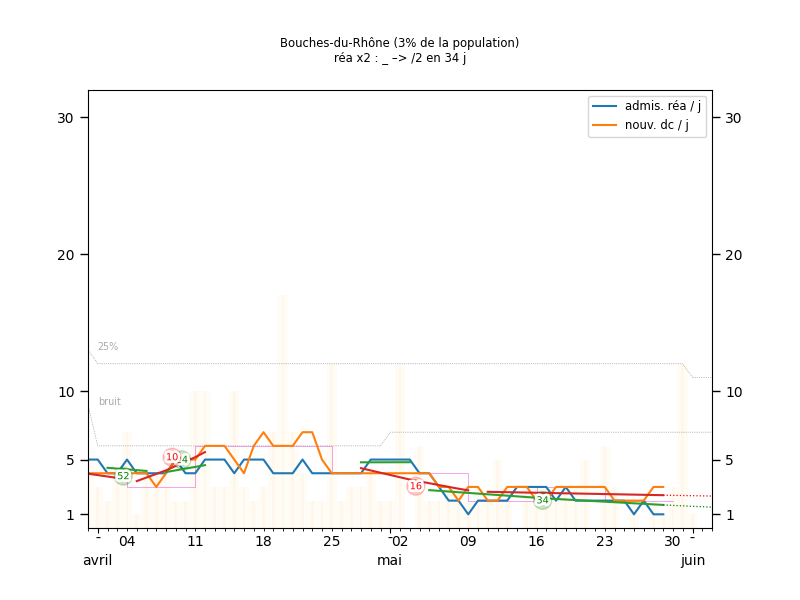 Bouches-du-Rhône (3% de la population)
réa x2 : _ –> /2 en 34 j
admis. réa / j
nouv. dc / j
30 30
20 20
25%
10 10
bruit
5 5
10 4
52
16
34
1 1
- 04 11 18 25 - 02 09 16 23 30 -
avril mai juin